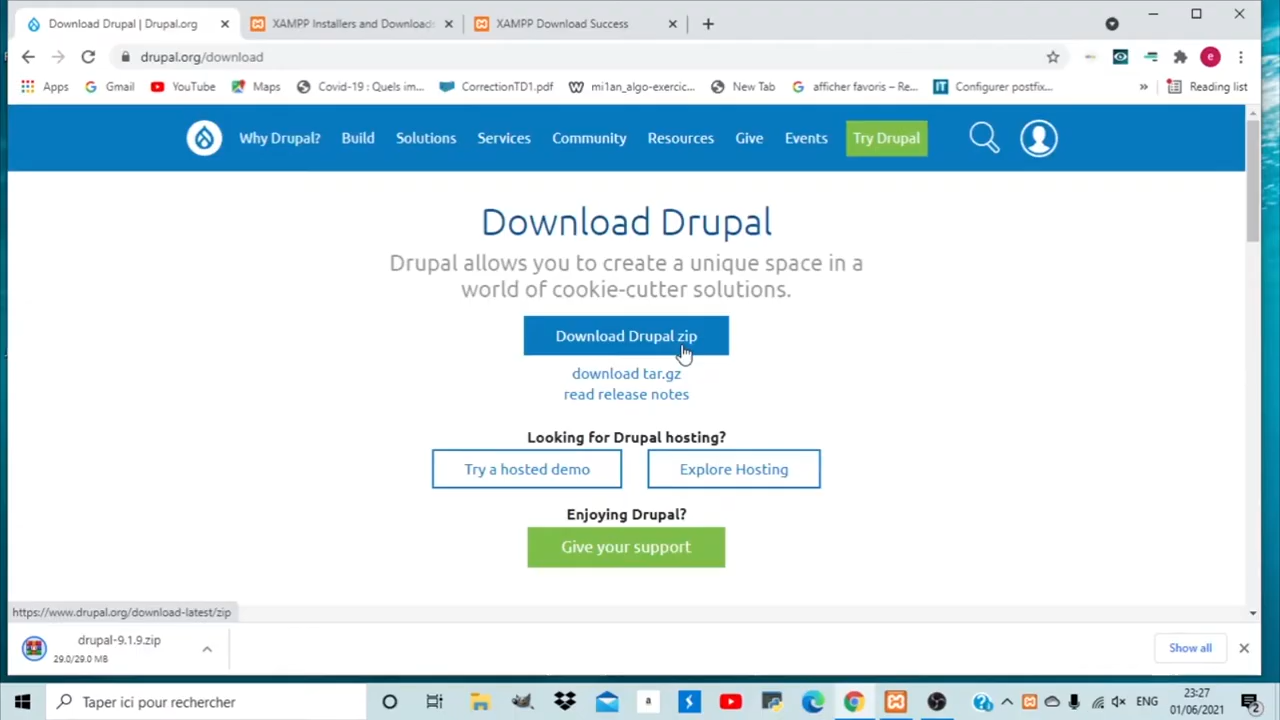 Download Drupal | Drupal.org
XAMPP Installers and Downloads
XAMPP Download Success
drupal.org/download
e
Apps
Gmail
YouTube
Maps
Covid-19 : Quels im...
CorrectionTD1.pdf
mi1an_algo-exercic...
New Tab
afficher favoris – Re...
IT
Configurer postfix...
»
Reading list
Why Drupal?
Build
Solutions
Services
Community
Resources
Give
Events
Try Drupal
Download Drupal
Drupal allows you to create a unique space in a
world of cookie-cutter solutions.
Download Drupal zip
download tar.gz
read release notes
Looking for Drupal hosting?
Try a hosted demo
Explore Hosting
Enjoying Drupal?
Give your support
https://www.drupal.org/download-latest/zip
drupal-9.1.9.zip
29.0/29.0 MB
Show all
Taper ici pour rechercher
a
ENG
23:27
01/06/2021
2